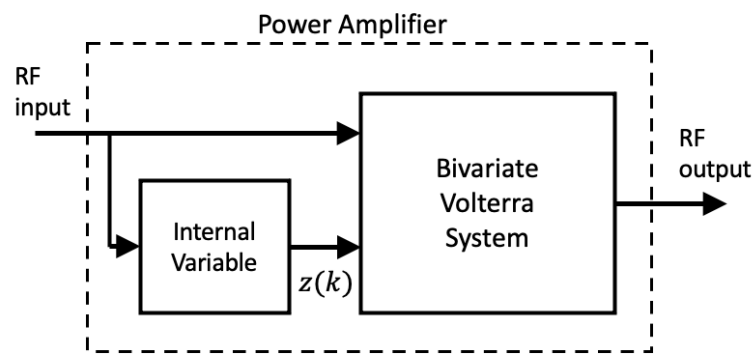 Power Amplifier
RF
input
Bivariate
Volterra
System
RF
output
Internal
Variable
z(k)